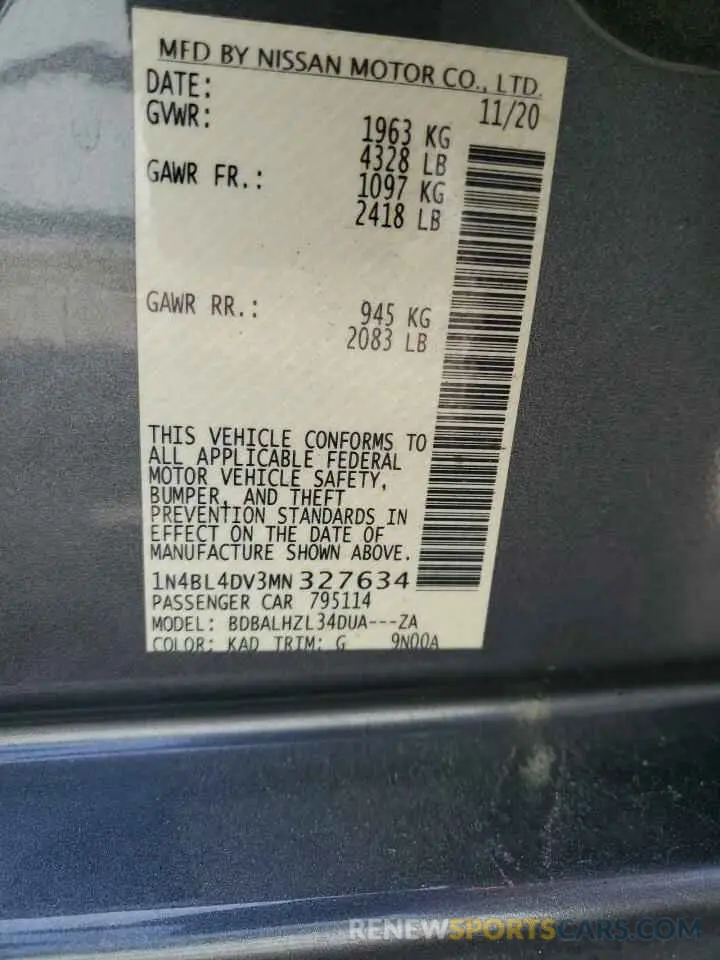 MFD BY NISSAN MOTOR CO., LTD.
DATE: 11/20
GVWR: 1963 KG
4328 LB
GAWR FR.: 1097 KG
2418 LB
GAWR RR.: 945 KG
2083 LB
THIS VEHICLE CONFORMS TO
ALL APPLICABLE FEDERAL
MOTOR VEHICLE SAFETY,
BUMPER, AND THEFT
PREVENTION STANDARDS IN
EFFECT ON THE DATE OF
MANUFACTURE SHOWN ABOVE.
1N4BL4DV3MN 327634
PASSENGER CAR 795114
MODEL: BDBALHZL34DUA---ZA
COLOR: KAD TRIM: G 9N00A
RENEWSPORTSCARS.COM